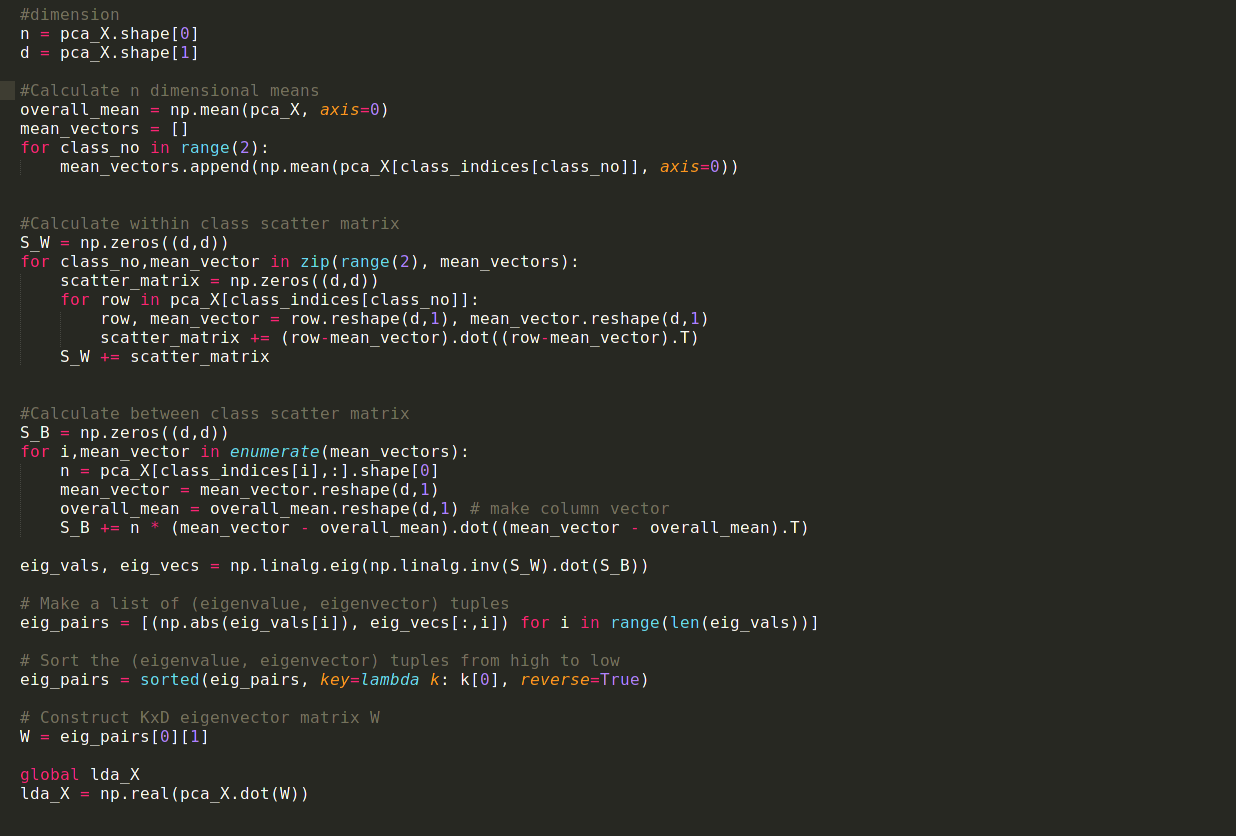 #dimension
n = pca_X.shape[0]
d = pca_X.shape[1]
#Calculate n dimensional means
overall_mean = np.mean(pca_X, axis=0)
mean_vectors = []
for class_no in range(2):
    mean_vectors.append(np.mean(pca_X[class_indices[class_no]], axis=0))
#Calculate within class scatter matrix
S_W = np.zeros((d,d))
for class_no,mean_vector in zip(range(2), mean_vectors):
    scatter_matrix = np.zeros((d,d))
    for row in pca_X[class_indices[class_no]]:
        row, mean_vector = row.reshape(d,1), mean_vector.reshape(d,1)
        scatter_matrix += (row-mean_vector).dot((row-mean_vector).T)
    S_W += scatter_matrix
#Calculate between class scatter matrix
S_B = np.zeros((d,d))
for i,mean_vector in enumerate(mean_vectors):
    n = pca_X[class_indices[i],:].shape[0]
    mean_vector = mean_vector.reshape(d,1)
    overall_mean = overall_mean.reshape(d,1) # make column vector
    S_B += n * (mean_vector - overall_mean).dot((mean_vector - overall_mean).T)
eig_vals, eig_vecs = np.linalg.eig(np.linalg.inv(S_W).dot(S_B))
# Make a list of (eigenvalue, eigenvector) tuples
eig_pairs = [(np.abs(eig_vals[i]), eig_vecs[:,i]) for i in range(len(eig_vals))]
# Sort the (eigenvalue, eigenvector) tuples from high to low
eig_pairs = sorted(eig_pairs, key=lambda k: k[0], reverse=True)
# Construct KxD eigenvector matrix W
W = eig_pairs[0][1]
global lda_X
lda_X = np.real(pca_X.dot(W))